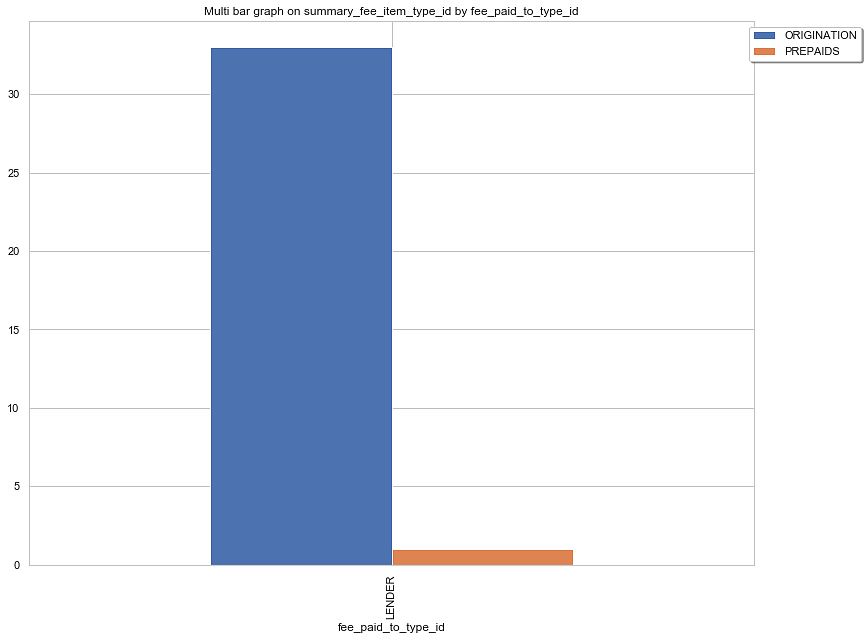 Multi bar graph on summary_fee_item_type_id by fee_paid_to_type_id
ORIGINATION
PREPAIDS
30
25
20
15
10
5
0
LENDER
fee_paid_to_type_id